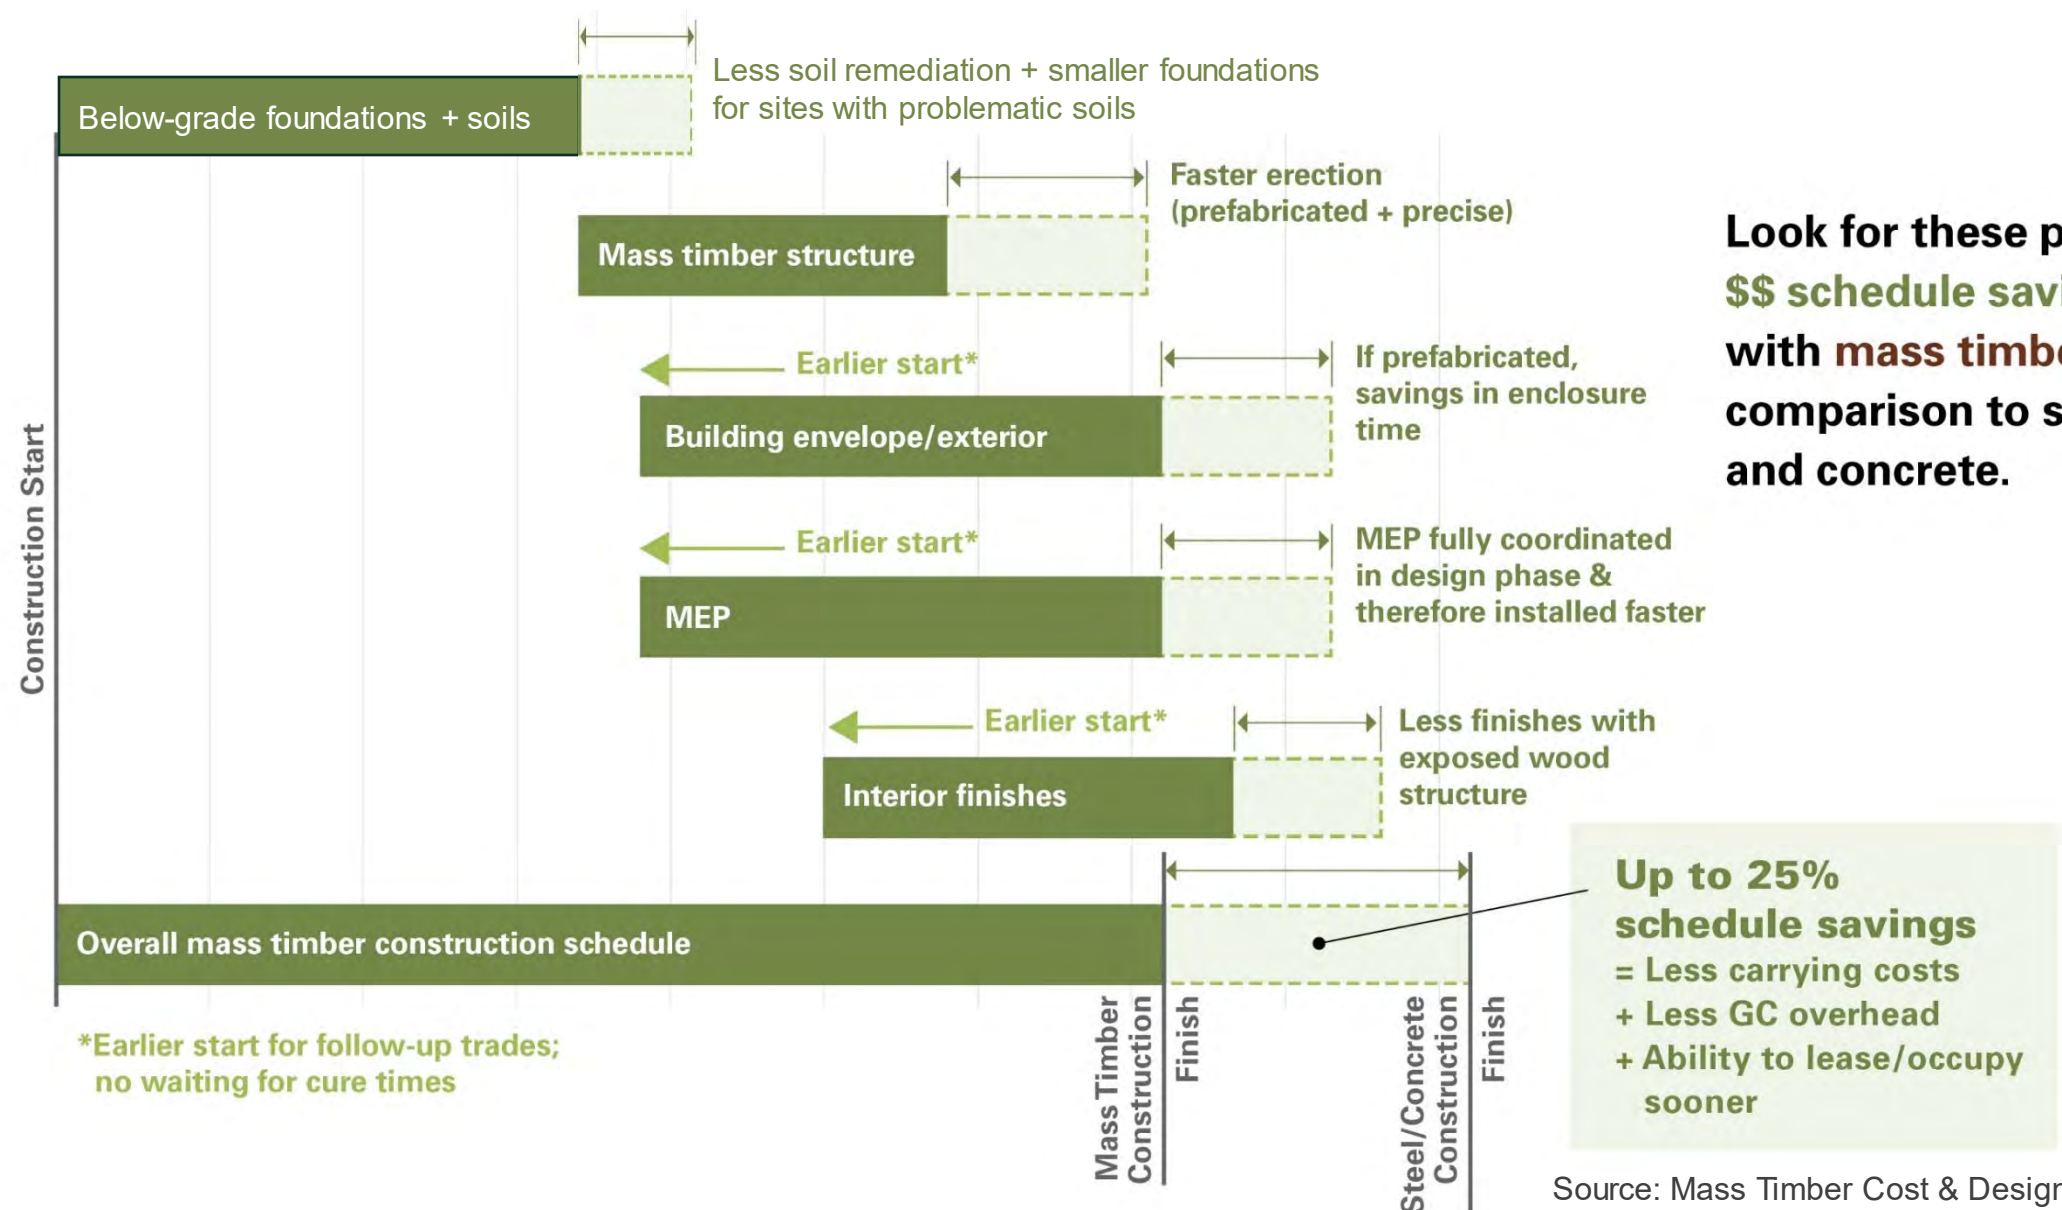 Less soil remediation + smaller foundations
for sites with problematic soils
Below-grade foundations + soils
Faster erection
(prefabricated + precise)
Mass timber structure
Look for these p
$$ schedule savi
with mass timbe
comparison to s
and concrete.
Earlier start*
If prefabricated,
savings in enclosure
time
Building envelope/exterior
Earlier start*
MEP fully coordinated
in design phase &
therefore installed faster
MEP
Construction Start
Earlier start*
Less finishes with
exposed wood
structure
Interior finishes
Up to 25%
schedule savings
= Less carrying costs
+ Less GC overhead
+ Ability to lease/occupy
sooner
Overall mass timber construction schedule
*Earlier start for follow-up trades;
no waiting for cure times
Mass Timber
Construction
Finish
Steel/Concrete
Construction
Finish
Source: Mass Timber Cost & Design